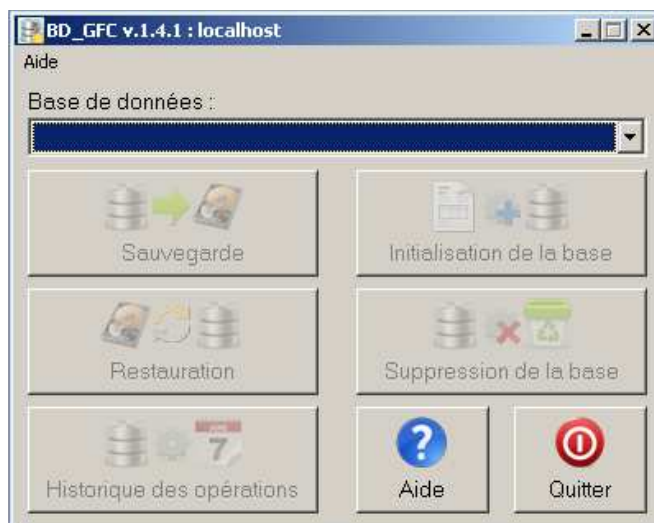 BD_GFC v.1.4.1 : localhost
Aide
Base de données :
Sauvegarde
Initialisation de la base
Restauration
Suppression de la base
7
Historique des opérations
Aide
Quitter